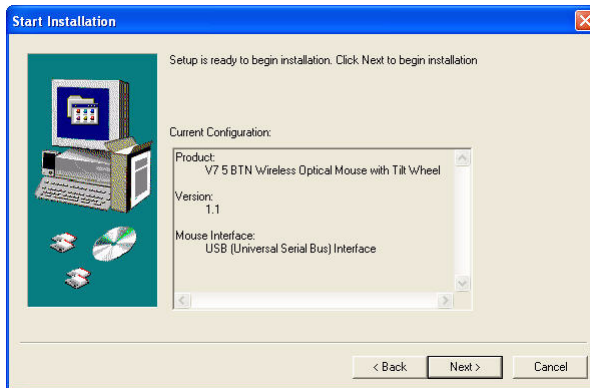 Start Installation
Setup is ready to begin installation. Click Next to begin installation
Current Configuration:
Product:
V7 5 BTN Wireless Optical Mouse with Tilt Wheel
Version:
1.1
Mouse Interface:
USB (Universal Serial Bus) Interface
< Back
Next >
Cancel